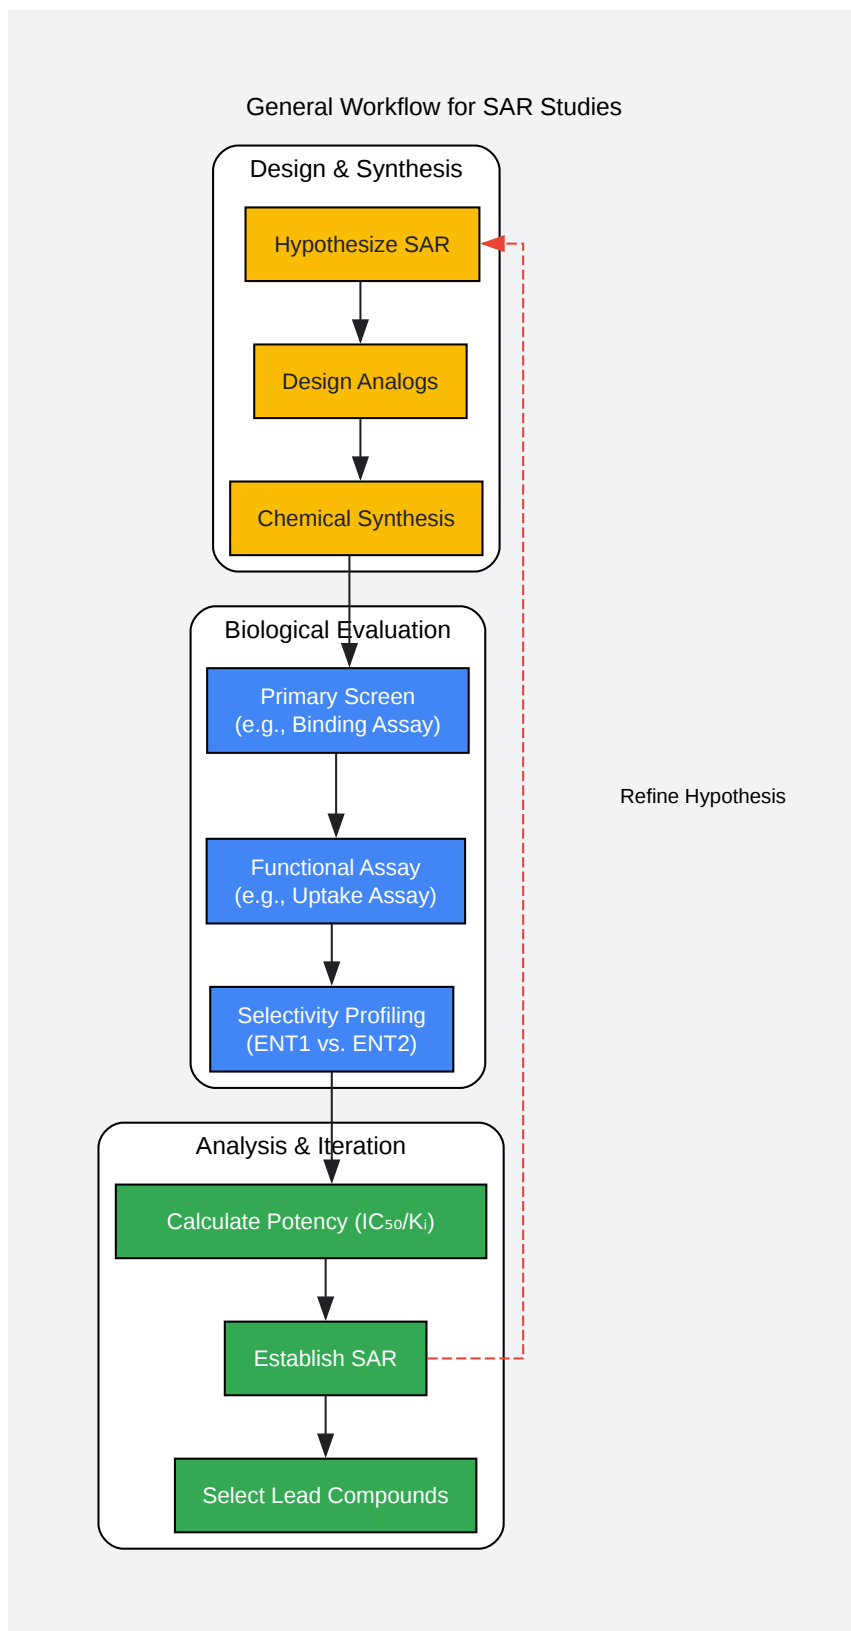 General Workflow for SAR Studies
Design & Synthesis
Hypothesize SAR
Design Analogs
Chemical Synthesis
Biological Evaluation
Primary Screen
(e.g., Binding Assay)
Refine Hypothesis
Functional Assay
(e.g., Uptake Assay)
Selectivity Profiling
(ENT1 vs. ENT2)
Analysis & Iteration
Calculate Potency (IC₅₀/Kᵢ)
Establish SAR
Select Lead Compounds